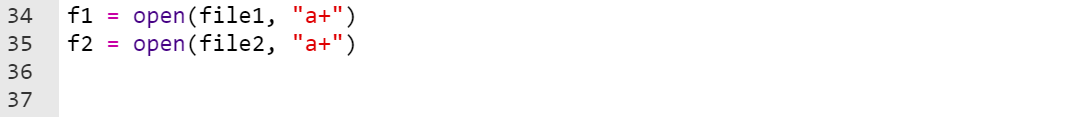 34 f1 = open(file1, "a+")
35 f2 = open(file2, "a+")
36
37